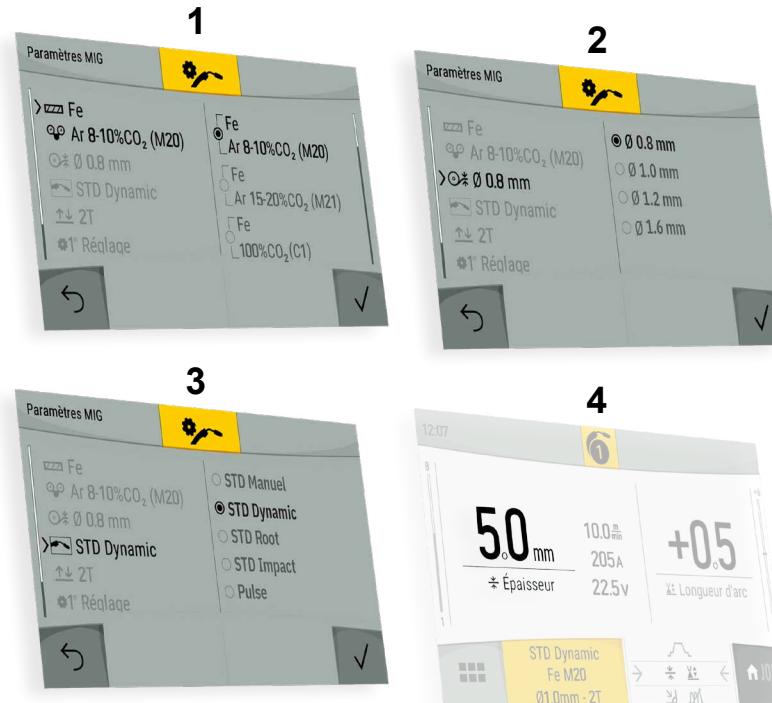 1
Paramètres MIG
Fe
Ar 8-10%CO₂ (M20)
Ø 0.8 mm
STD Dynamic
2T
1° Réglage
Fe
Ar 8-10%CO₂ (M20)
Fe
Ar 15-20%CO₂ (M21)
Fe
100%CO₂(C1)
2
Paramètres MIG
Fe
Ar 8-10%CO₂ (M20)
Ø 0.8 mm
STD Dynamic
2T
1° Réglage
Ø 0.8 mm
Ø 1.0 mm
Ø 1.2 mm
Ø 1.6 mm
3
Paramètres MIG
Fe
Ar 8-10%CO₂ (M20)
Ø 0.8 mm
STD Dynamic
2T
1° Réglage
STD Manuel
STD Dynamic
STD Root
STD Impact
Pulse
4
12:07
1
8
1
5.0 mm
Épaisseur
10.0 m/min
205A
22.5V
+0.5
Longueur d'arc
STD Dynamic
Fe M20
Ø1.0mm - 2T